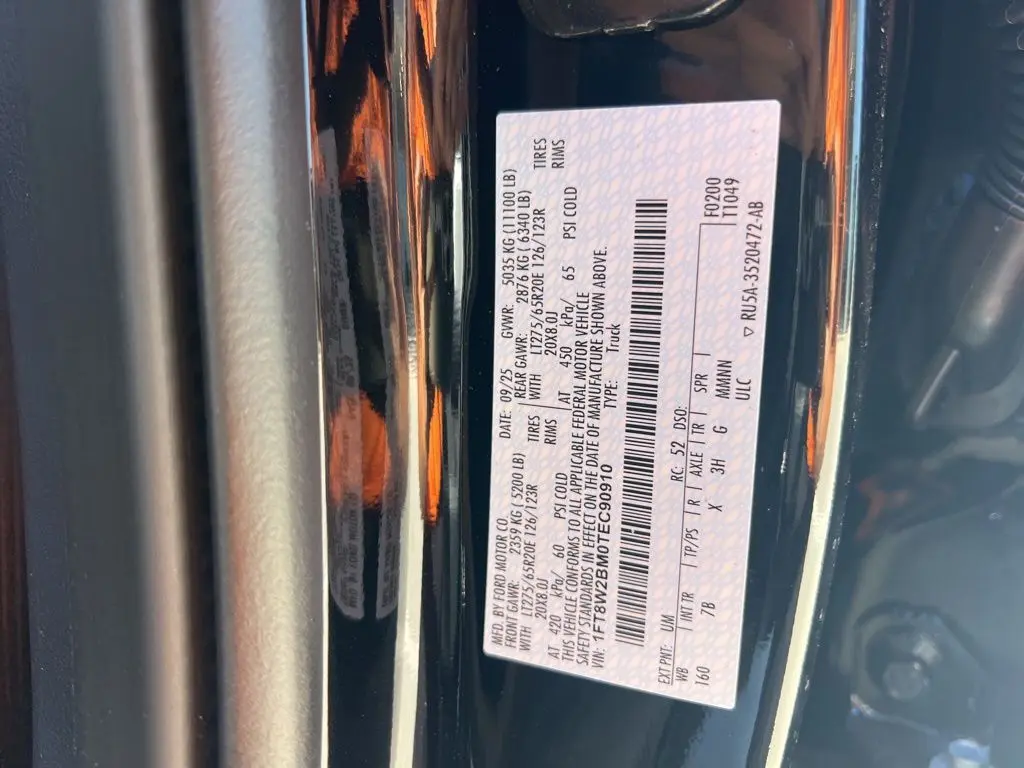 MFD. BY FORD MOTOR CO. DATE: 09/25 GVWR: 5035 KG (11100 LB)
FRONT GAWR: 2359 KG ( 5200 LB) REAR GAWR: 2876 KG ( 6340 LB)
WITH LT275/65R20E 126/123R TIRES WITH LT275/65R20E 126/123R TIRES
20X8.0J RIMS 20X8.0J RIMS
AT 420 kPa/ 60 PSI COLD AT 450 kPa/ 65 PSI COLD
THIS VEHICLE CONFORMS TO ALL APPLICABLE FEDERAL MOTOR VEHICLE
SAFETY STANDARDS IN EFFECT ON THE DATE OF MANUFACTURE SHOWN ABOVE.
VIN: 1FT8W2BM0TEC90910 TYPE: Truck
EXT PNT: UM RC: 52 DSO: F0200
WB INT TR TP/PS R AXLE TR SPR T1049
160 7B X 3H G MMNNN
ULC
▽ RU5A-3520472-AB